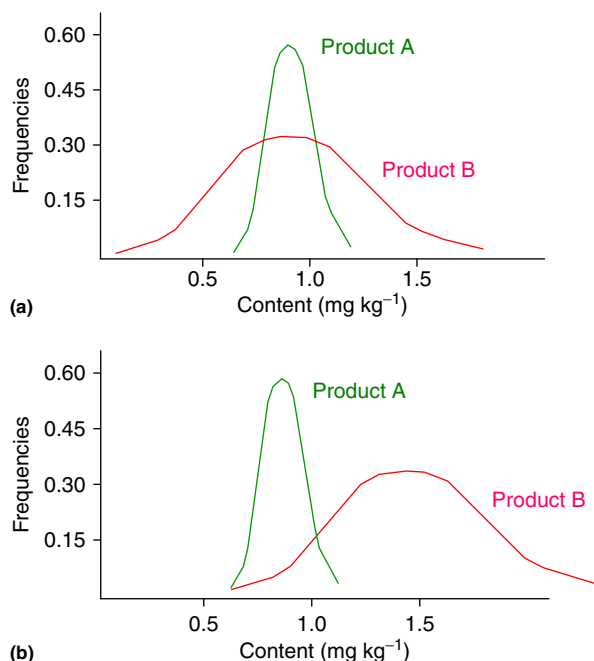 0.60
Product A
0.45
Frequencies
0.30
Product B
0.15
0.5 1.0 1.5
(a) Content (mg kg⁻¹)
0.60
Product A
0.45
Frequencies
0.30
Product B
0.15
0.5 1.0 1.5
(b) Content (mg kg⁻¹)